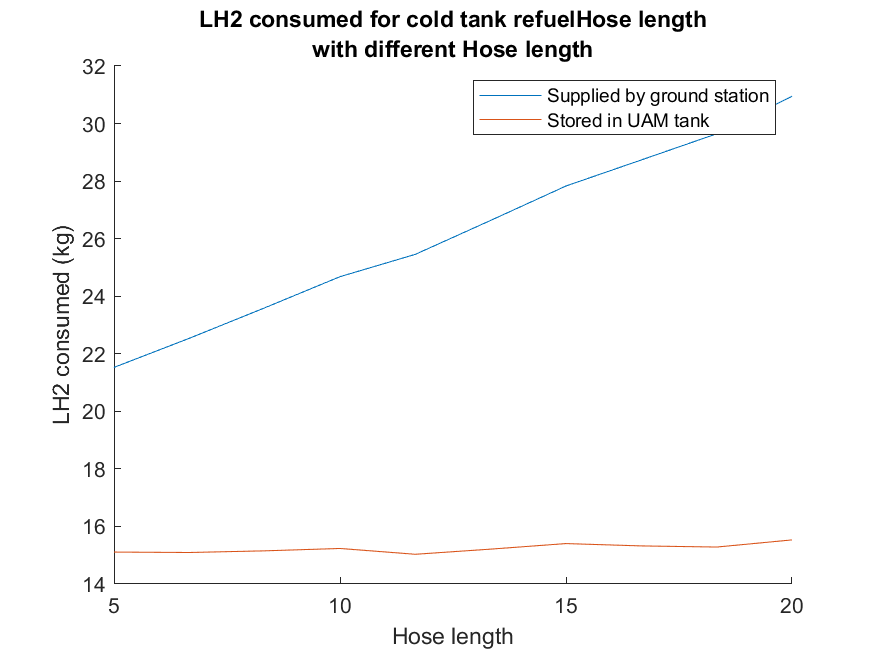 LH2 consumed for cold tank refuelHose length
with different Hose length
32
30
28
26
24
22
20
18
16
14
LH2 consumed (kg)
Supplied by ground station
Stored in UAM tank
5
10
15
20
Hose length